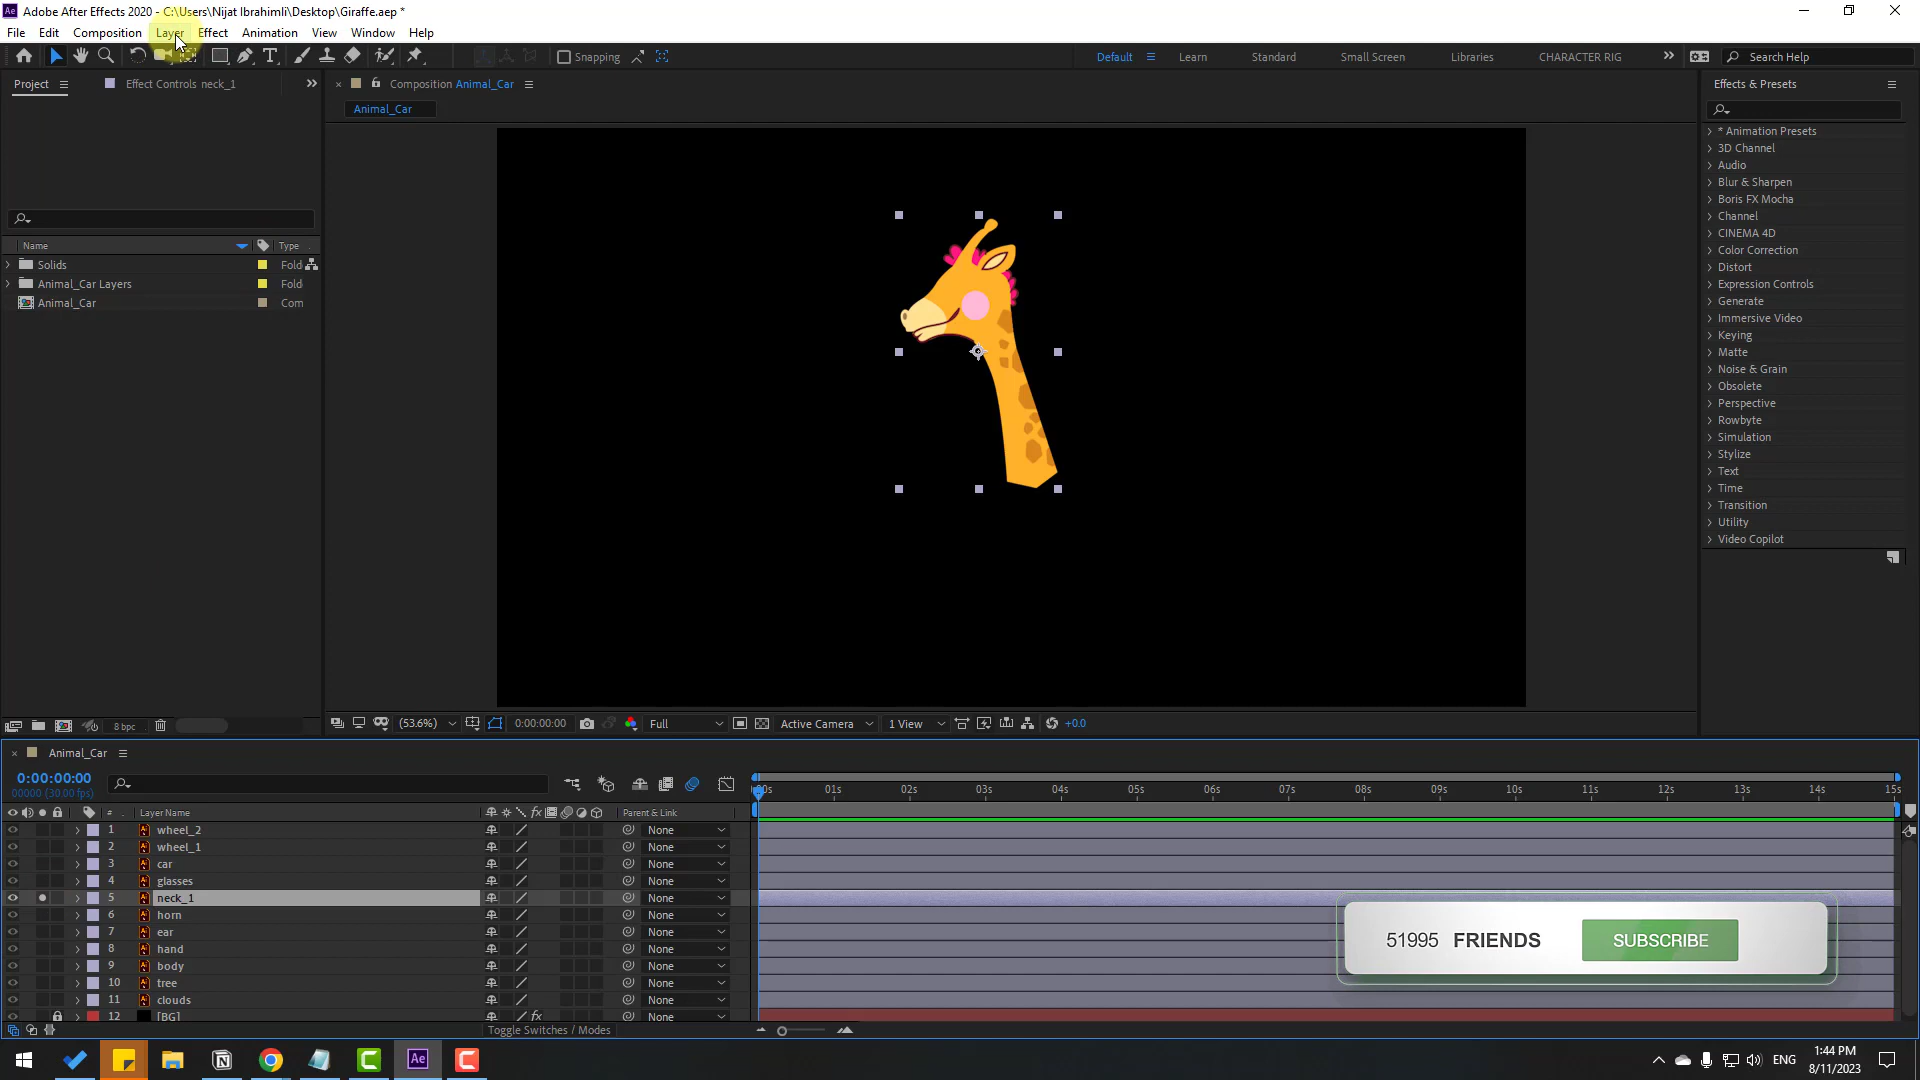 Adobe After Effects 2020 - C:\Users\Nijat Ibrahimli\Desktop\Giraffe.aep *
File Edit Composition Layer Effect Animation View Window Help
Snapping
Default Learn Standard Small Screen Libraries CHARACTER RIG Search Help
Project Effect Controls neck_1 Composition Animal_Car Effects & Presets
Animal_Car
Name Type
Solids Fold
Animal_Car Layers Fold
Animal_Car Com
* Animation Presets
3D Channel
Audio
Blur & Sharpen
Boris FX Mocha
Channel
CINEMA 4D
Color Correction
Distort
Expression Controls
Generate
Immersive Video
Keying
Matte
Noise & Grain
Obsolete
Perspective
Rowbyte
Simulation
Stylize
Text
Time
Transition
Utility
Video Copilot
8 bpc (53.6%) 0:00:00:00 Full Active Camera 1 View +0.0
Animal_Car
0:00:00:00
00000 (30.00 fps)
:00s 01s 02s 03s 04s 05s 06s 07s 08s 09s 10s 11s 12s 13s 14s 15s
# Layer Name Parent & Link
1 wheel_2 None
2 wheel_1 None
3 car None
4 glasses None
5 neck_1 None
6 horn None
7 ear None
8 hand None
9 body None
10 tree None
11 clouds None
12 [BG] None
51995 FRIENDS SUBSCRIBE
Toggle Switches / Modes
ENG
1:44 PM
8/11/2023